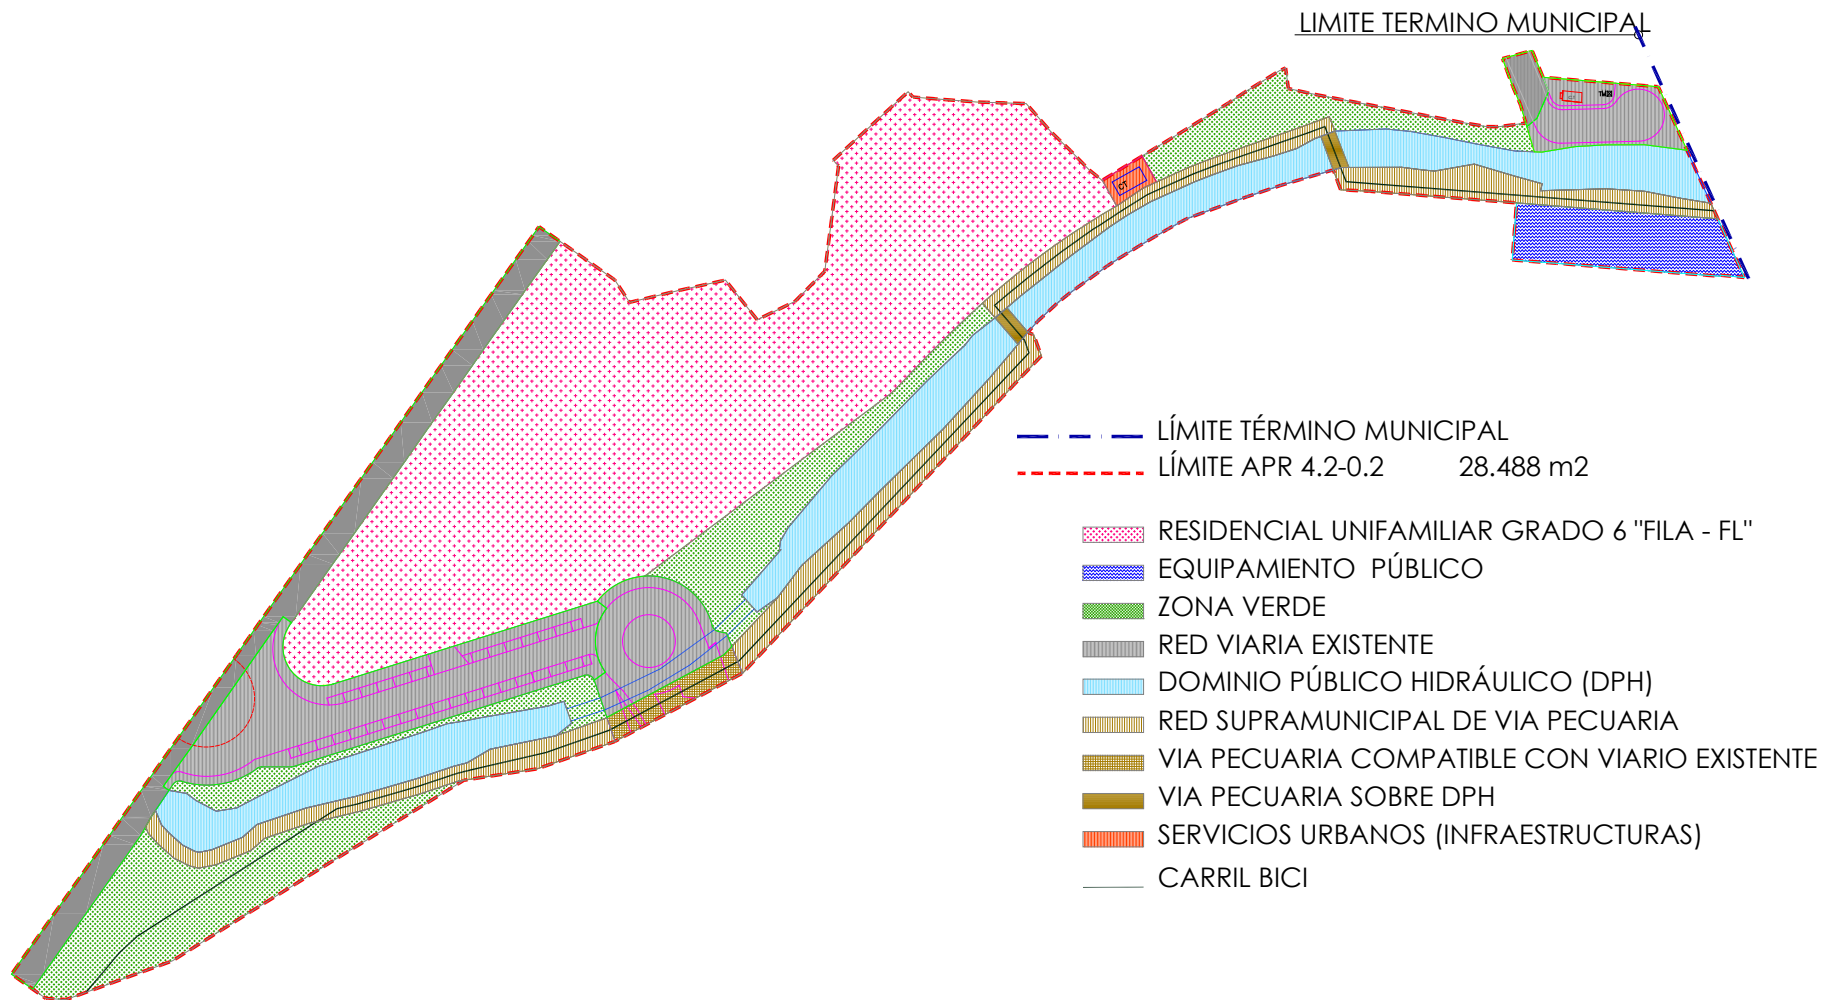 LIMITE TERMINO MUNICIPAL
CT
LÍMITE TÉRMINO MUNICIPAL
LÍMITE APR 4.2-0.2 28.488 m2
RESIDENCIAL UNIFAMILIAR GRADO 6 "FILA - FL"
EQUIPAMIENTO PÚBLICO
ZONA VERDE
RED VIARIA EXISTENTE
DOMINIO PÚBLICO HIDRÁULICO (DPH)
RED SUPRAMUNICIPAL DE VIA PECUARIA
VIA PECUARIA COMPATIBLE CON VIARIO EXISTENTE
VIA PECUARIA SOBRE DPH
SERVICIOS URBANOS (INFRAESTRUCTURAS)
CARRIL BICI